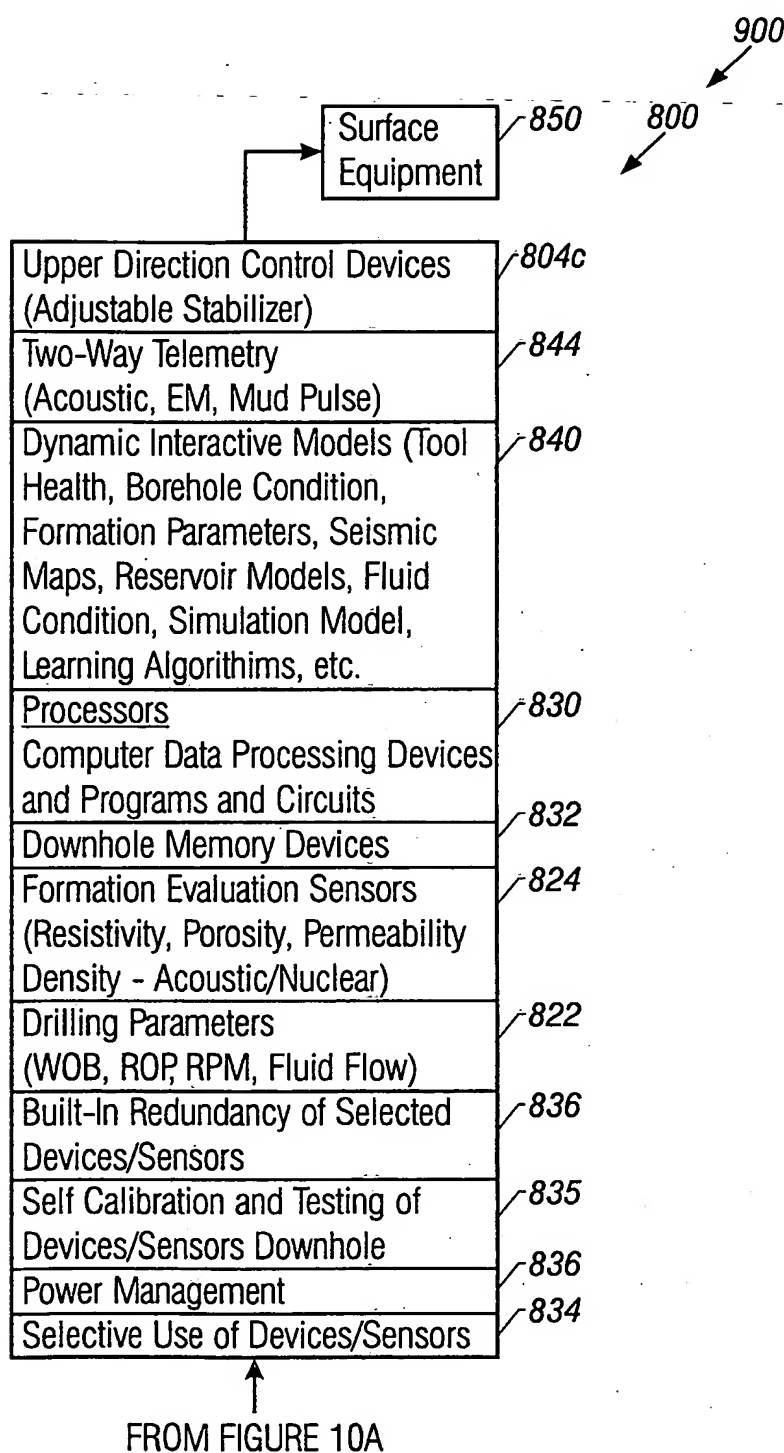 900
Surface
Equipment
850
800
Upper Direction Control Devices
(Adjustable Stabilizer)
804c
Two-Way Telemetry
(Acoustic, EM, Mud Pulse)
844
Dynamic Interactive Models (Tool
Health, Borehole Condition,
Formation Parameters, Seismic
Maps, Reservoir Models, Fluid
Condition, Simulation Model,
Learning Algorithims, etc.
840
Processors
Computer Data Processing Devices
and Programs and Circuits
830
Downhole Memory Devices
832
Formation Evaluation Sensors
(Resistivity, Porosity, Permeability
Density - Acoustic/Nuclear)
824
Drilling Parameters
(WOB, ROP, RPM, Fluid Flow)
822
Built-In Redundancy of Selected
Devices/Sensors
836
Self Calibration and Testing of
Devices/Sensors Downhole
835
Power Management
836
Selective Use of Devices/Sensors
834
FROM FIGURE 10A